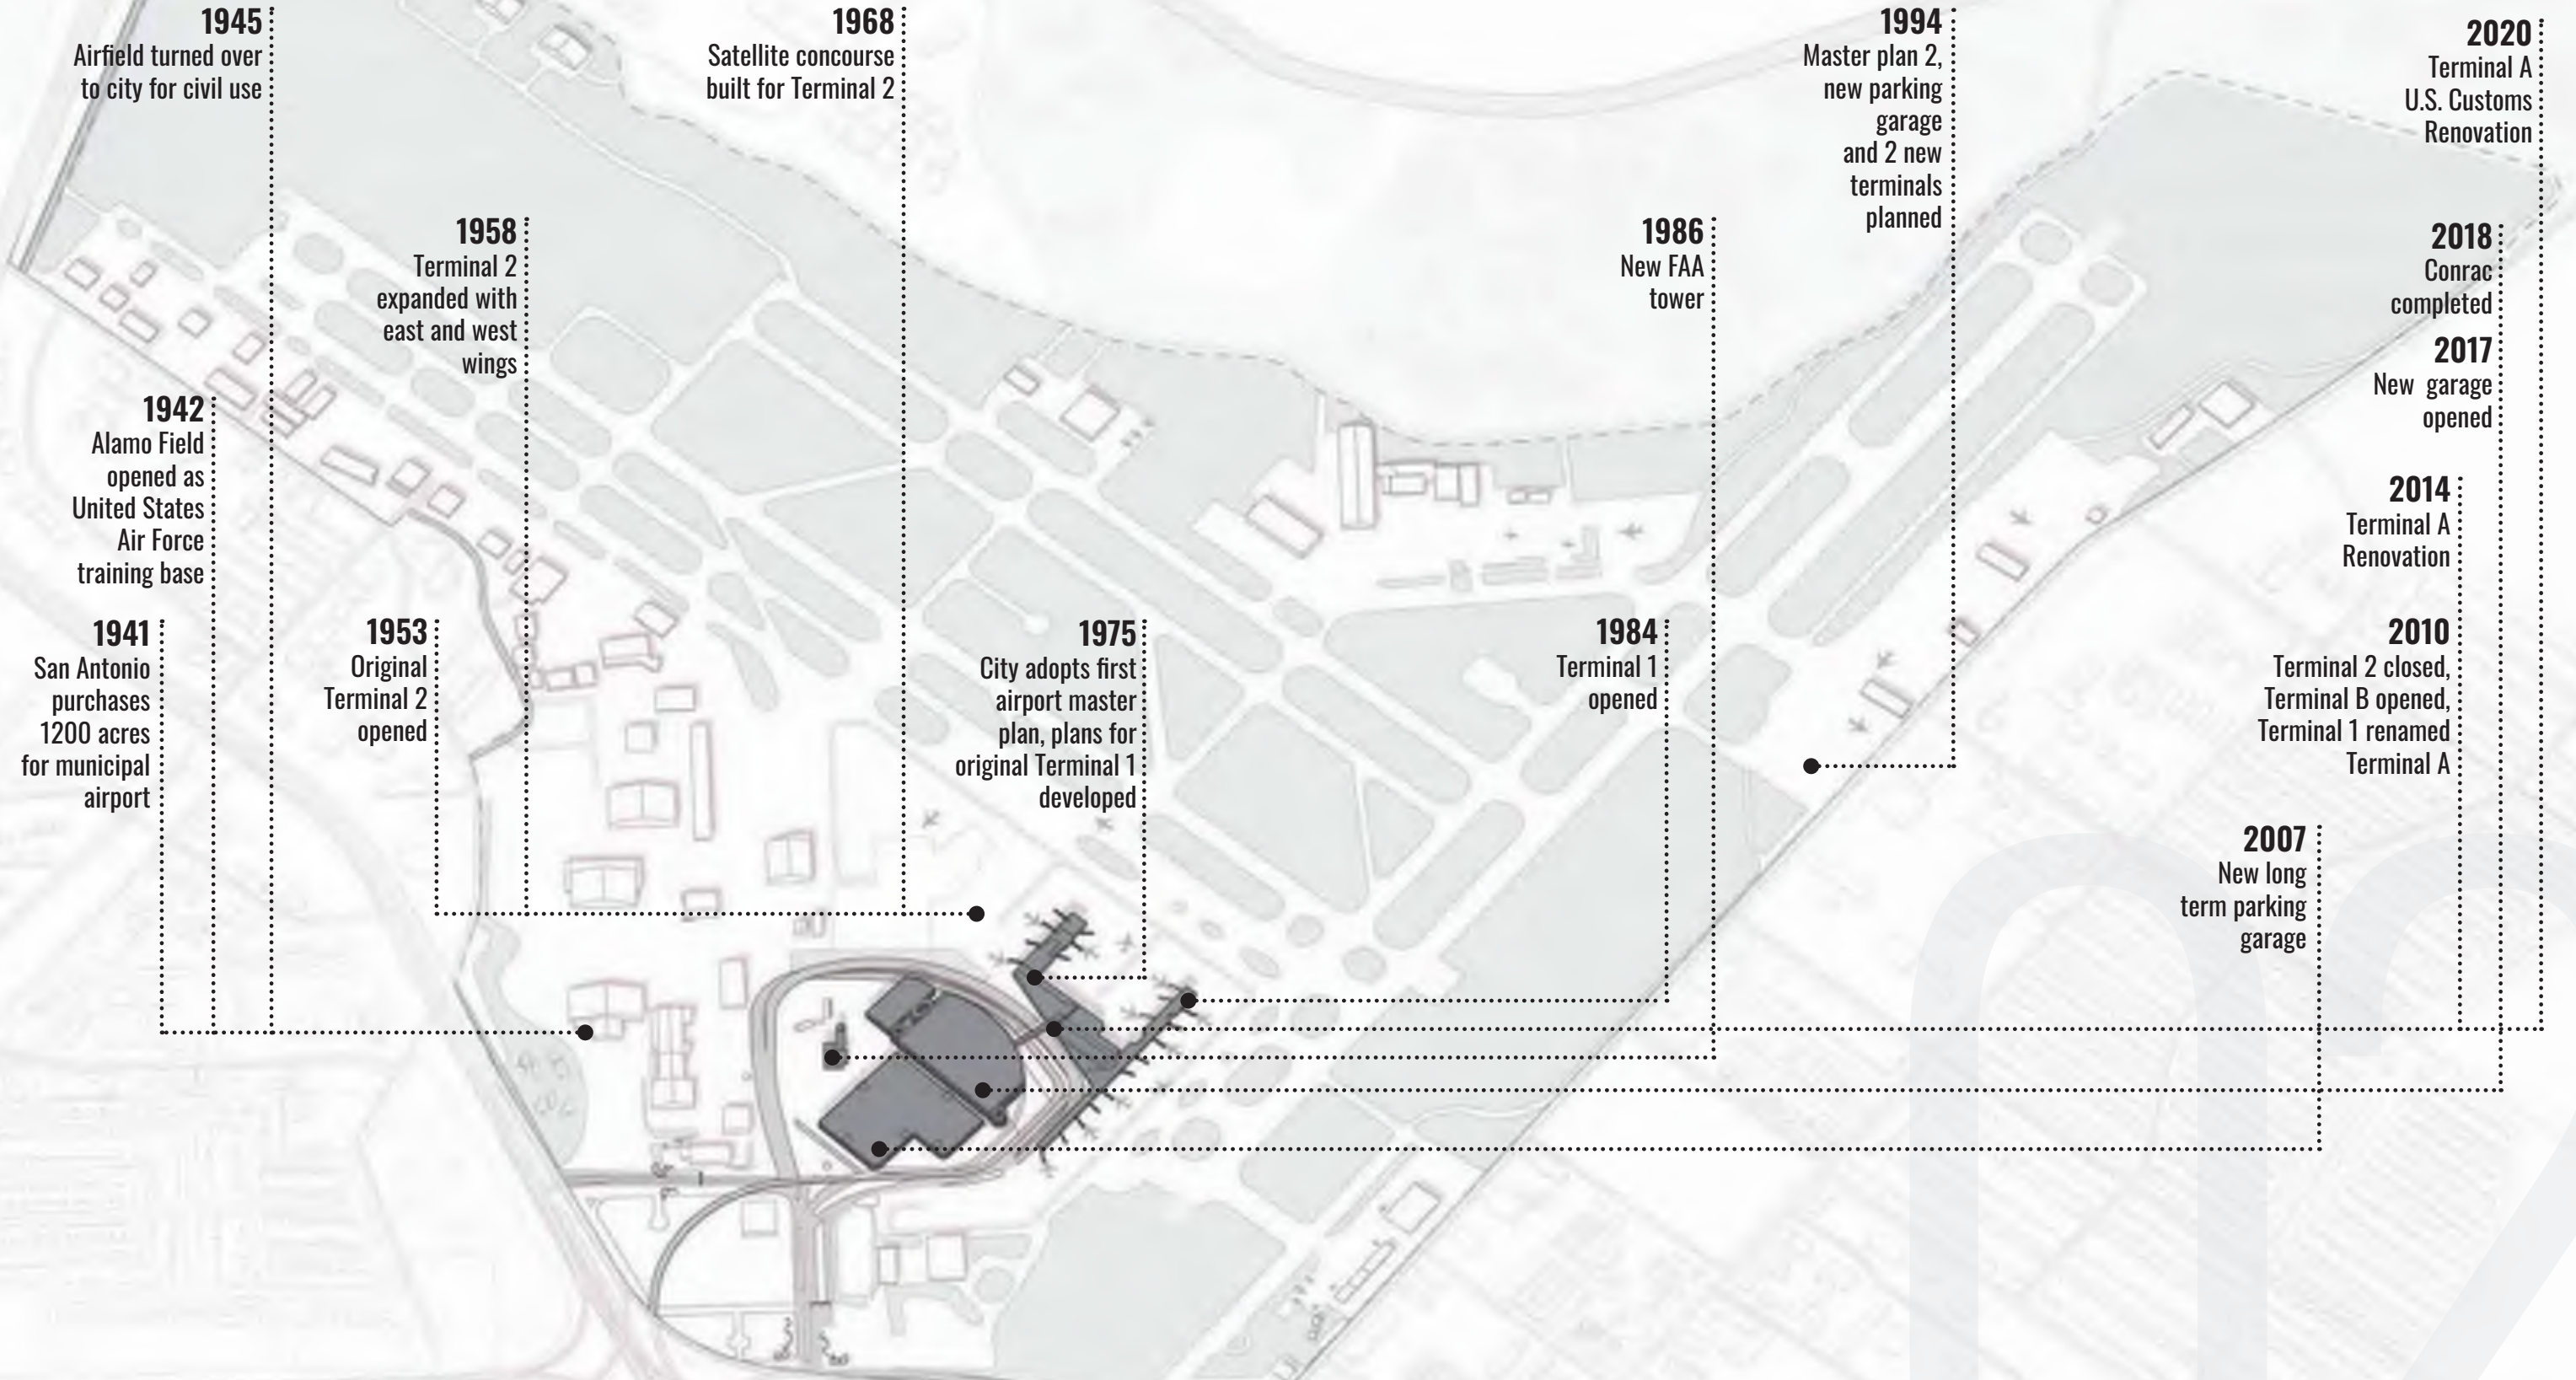 1945
Airfield turned over
to city for civil use
1968
Satellite concourse
built for Terminal 2
1994
Master plan 2,
new parking
garage
and 2 new
terminals
planned
2020
Terminal A
U.S. Customs
Renovation
1958
Terminal 2
expanded with
east and west
wings
1986
New FAA
tower
2018
Conrac
completed
2017
New garage
opened
1942
Alamo Field
opened as
United States
Air Force
training base
2014
Terminal A
Renovation
1941
San Antonio
purchases
1200 acres
for municipal
airport
1953
Original
Terminal 2
opened
1975
City adopts first
airport master
plan, plans for
original Terminal 1
developed
1984
Terminal 1
opened
2010
Terminal 2 closed,
Terminal B opened,
Terminal 1 renamed
Terminal A
2007
New long
term parking
garage